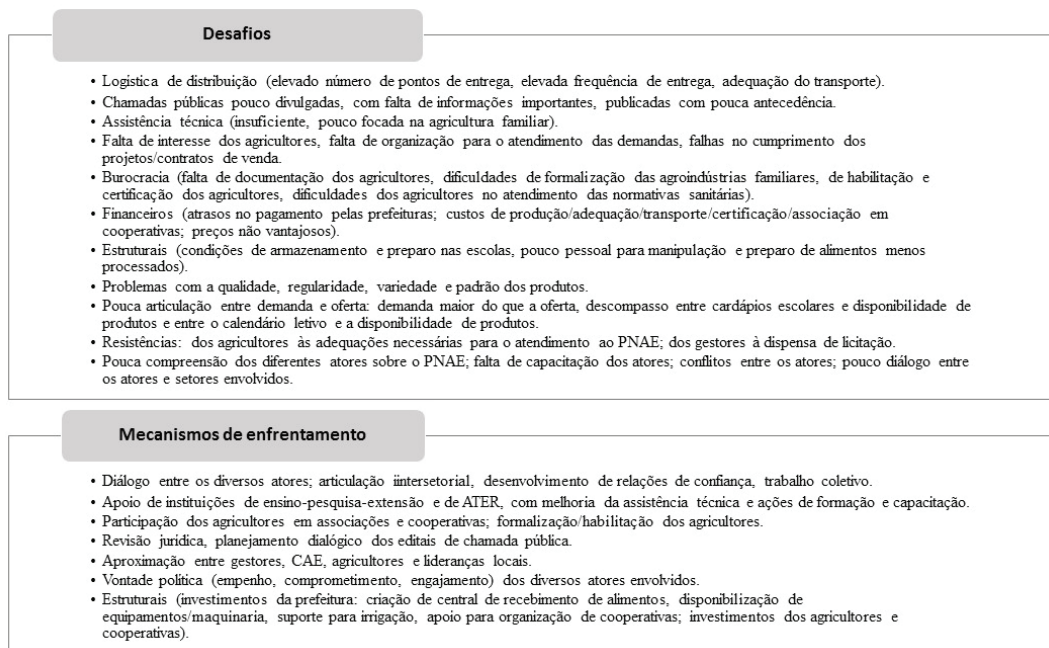 Desafios
• Logística de distribuição (elevado número de pontos de entrega, elevada frequência de entrega, adequação do transporte).
• Chamadas públicas pouco divulgadas, com falta de informações importantes, publicadas com pouca antecedência.
• Assistência técnica (insuficiente, pouco focada na agricultura familiar).
• Falta de interesse dos agricultores, falta de organização para o atendimento das demandas, falhas no cumprimento dos
projetos/contratos de venda.
• Burocracia (falta de documentação dos agricultores, dificuldades de formalização das agroindústrias familiares, de habilitação e
certificação dos agricultores, dificuldades dos agricultores no atendimento das normativas sanitárias).
• Financeiros (atrasos no pagamento pelas prefeituras; custos de produção/adequação/transporte/certificação/associação em
cooperativas; preços não vantajosos).
• Estruturais (condições de armazenamento e preparo nas escolas, pouco pessoal para manipulação e preparo de alimentos menos
processados).
• Problemas com a qualidade, regularidade, variedade e padrão dos produtos.
• Pouca articulação entre demanda e oferta: demanda maior do que a oferta, descompasso entre cardápios escolares e disponibilidade de
produtos e entre o calendário letivo e a disponibilidade de produtos.
• Resistências: dos agricultores às adequações necessárias para o atendimento ao PNAE; dos gestores à dispensa de licitação.
• Pouca compreensão dos diferentes atores sobre o PNAE; falta de capacitação dos atores; conflitos entre os atores; pouco diálogo entre
os atores e setores envolvidos.
Mecanismos de enfrentamento
• Diálogo entre os diversos atores; articulação iintersetorial, desenvolvimento de relações de confiança, trabalho coletivo.
• Apoio de instituições de ensino-pesquisa-extensão e de ATER, com melhoria da assistência técnica e ações de formação e capacitação.
• Participação dos agricultores em associações e cooperativas; formalização/habilitação dos agricultores.
• Revisão jurídica, planejamento dialógico dos editais de chamada pública.
• Aproximação entre gestores, CAE, agricultores e lideranças locais.
• Vontade política (empenho, comprometimento, engajamento) dos diversos atores envolvidos.
• Estruturais (investimentos da prefeitura: criação de central de recebimento de alimentos, disponibilização de
equipamentos/maquinaria, suporte para irrigação, apoio para organização de cooperativas; investimentos dos agricultores e
cooperativas).